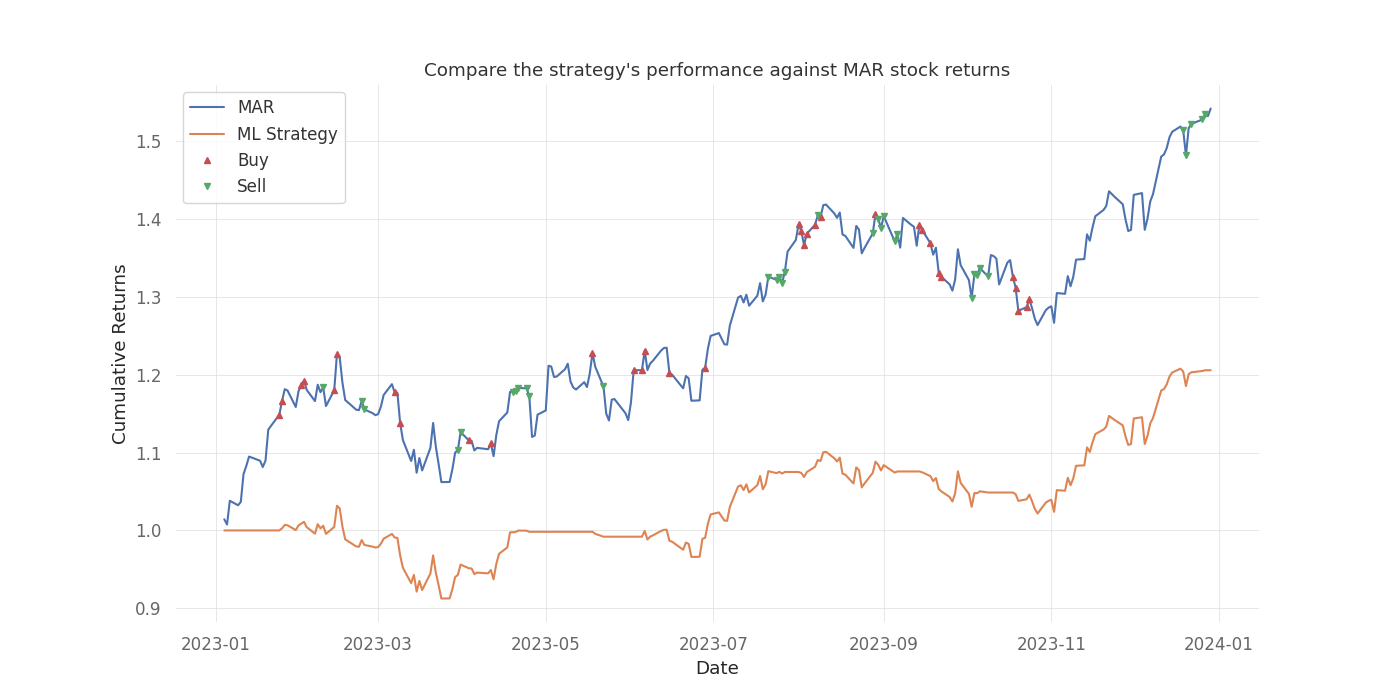 Compare the strategy's performance against MAR stock returns
MAR
ML Strategy
Buy
Sell
Cumulative Returns
1.5
1.4
1.3
1.2
1.1
1.0
0.9
2023-01 2023-03 2023-05 2023-07 2023-09 2023-11 2024-01
Date